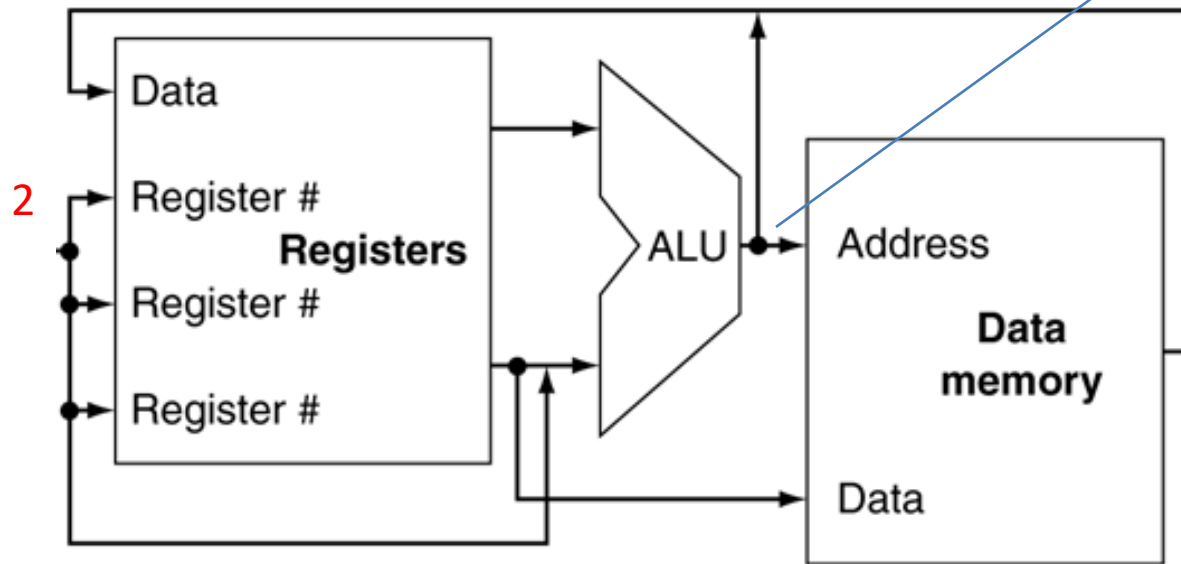 Data
2
Register #
Registers
ALU
Address
Register #
Data
memory
Register #
Data